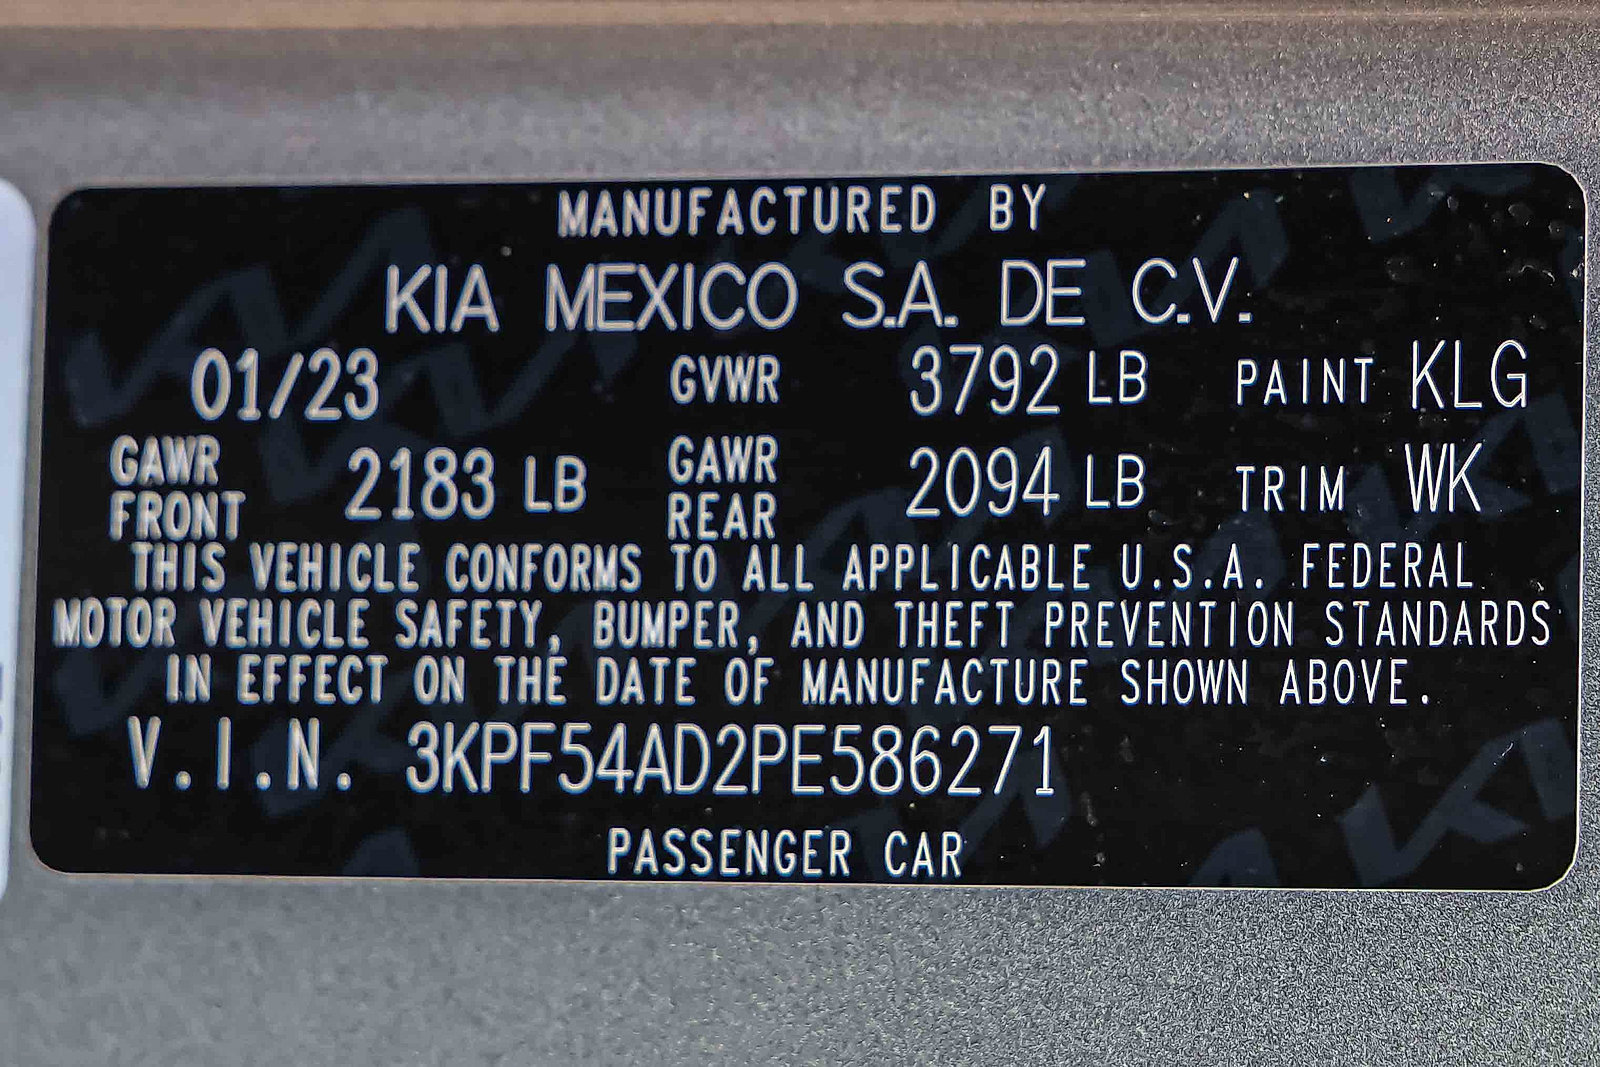 MANUFACTURED BY
KIA MEXICO S.A. DE C.V.
01/23 GVWR 3792 LB PAINT KLG
GAWR FRONT 2183 LB GAWR REAR 2094 LB TRIM WK
THIS VEHICLE CONFORMS TO ALL APPLICABLE U.S.A. FEDERAL
MOTOR VEHICLE SAFETY, BUMPER, AND THEFT PREVENTION STANDARDS
IN EFFECT ON THE DATE OF MANUFACTURE SHOWN ABOVE.
V.I.N. 3KPF54AD2PE586271
PASSENGER CAR